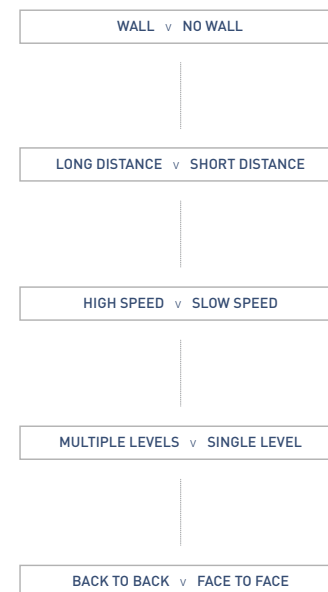 WALL v NO WALL
LONG DISTANCE v SHORT DISTANCE
HIGH SPEED v SLOW SPEED
MULTIPLE LEVELS v SINGLE LEVEL
BACK TO BACK v FACE TO FACE